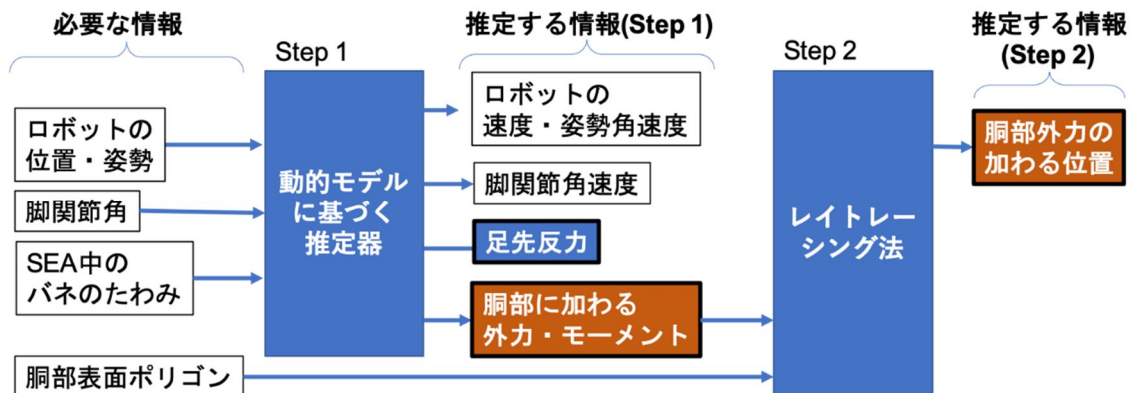 必要な情報
推定する情報(Step 1)
推定する情報
(Step 2)
Step 1
Step 2
ロボットの
位置・姿勢
脚関節角
SEA中の
バネのたわみ
胴部表面ポリゴン
動的モデル
に基づく
推定器
ロボットの
速度・姿勢角速度
脚関節角速度
足先反力
胴部に加わる
外力・モーメント
レイトレー
シング法
胴部外力の
加わる位置